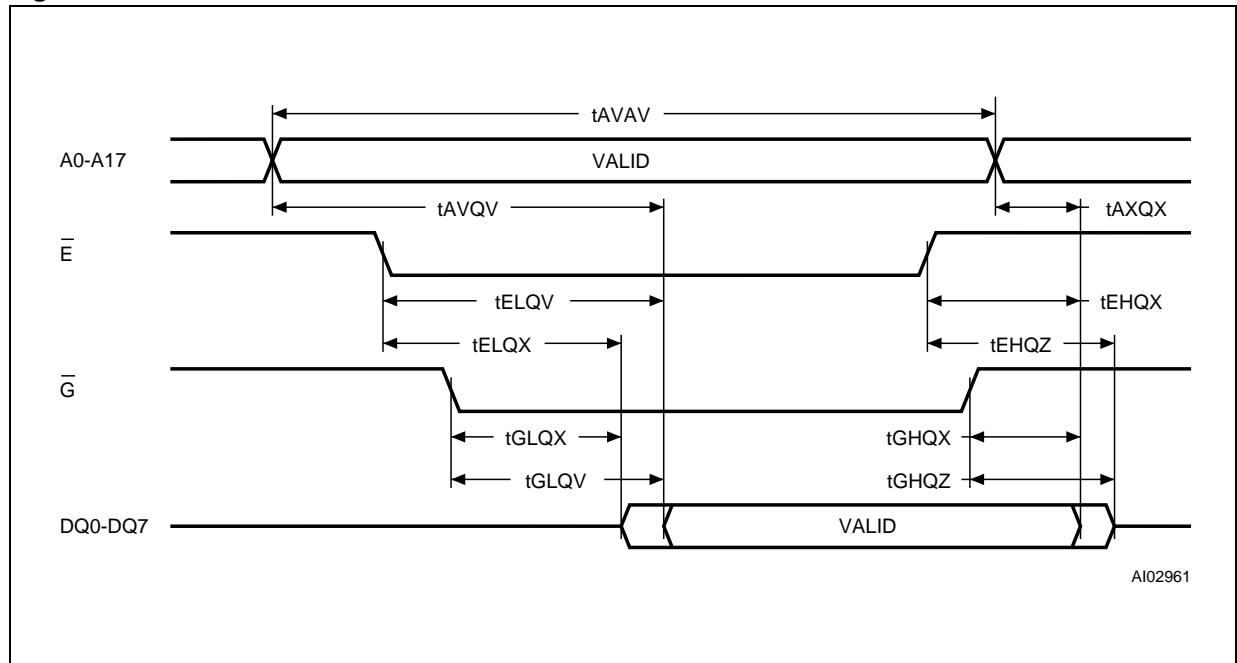 tAVAV
A0-A17 VALID
tAVQV tAXQX
E̅
tELQV tEHQX
tELQX tEHQZ
G̅
tGLQX tGHQX
tGLQV tGHQZ
DQ0-DQ7 VALID
AI02961